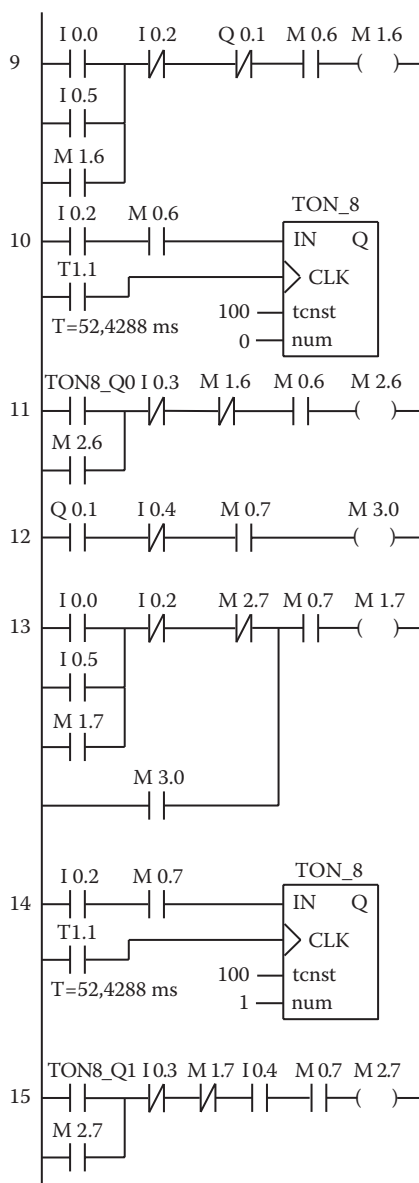 I 0.0 I 0.2 Q 0.1 M 0.6 M 1.6
9
I 0.5
M 1.6
I 0.2 M 0.6 TON_8
10 IN Q
T1.1 CLK
T=52,4288 ms 100 tcnst
0 num
TON8_Q0 I 0.3 M 1.6 M 0.6 M 2.6
11
M 2.6
Q 0.1 I 0.4 M 0.7 M 3.0
12
I 0.0 I 0.2 M 2.7 M 0.7 M 1.7
13
I 0.5
M 1.7
M 3.0
I 0.2 M 0.7 TON_8
14 IN Q
T1.1 CLK
T=52,4288 ms 100 tcnst
1 num
TON8_Q1 I 0.3 M 1.7 I 0.4 M 0.7 M 2.7
15
M 2.7